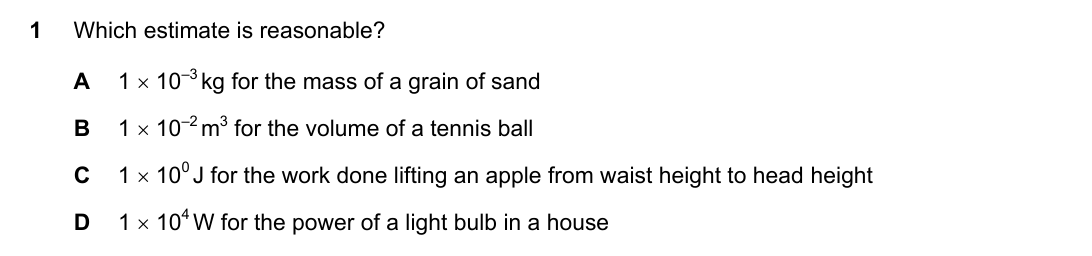 1 Which estimate is reasonable?
A 1 × 10⁻³ kg for the mass of a grain of sand
B 1 × 10⁻² m³ for the volume of a tennis ball
C 1 × 10⁰ J for the work done lifting an apple from waist height to head height
D 1 × 10⁴ W for the power of a light bulb in a house